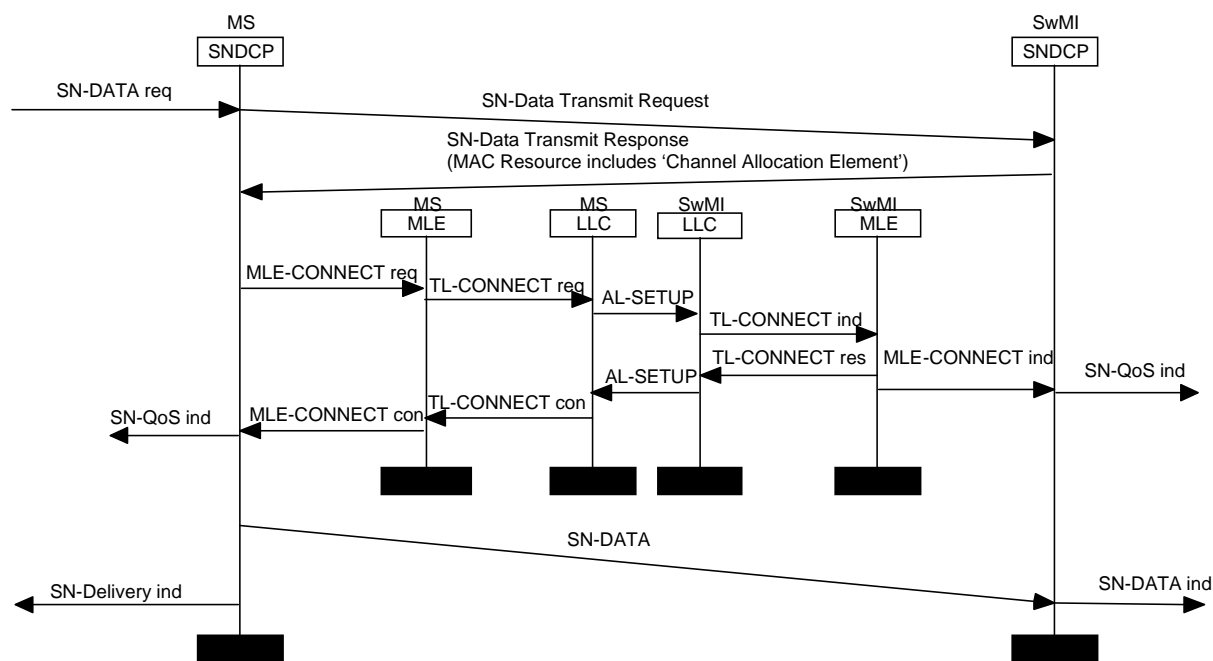 MS
SwMI
SNDCP
SNDCP
SN-DATA req
SN-Data Transmit Request
SN-Data Transmit Response
(MAC Resource includes ‘Channel Allocation Element’)
MS
MS
SwMI
SwMI
MLE
LLC
LLC
MLE
MLE-CONNECT req
TL-CONNECT req
AL-SETUP
TL-CONNECT ind
TL-CONNECT res
MLE-CONNECT ind
SN-QoS ind
AL-SETUP
TL-CONNECT con
MLE-CONNECT con
SN-QoS ind
SN-DATA
SN-Delivery ind
SN-DATA ind